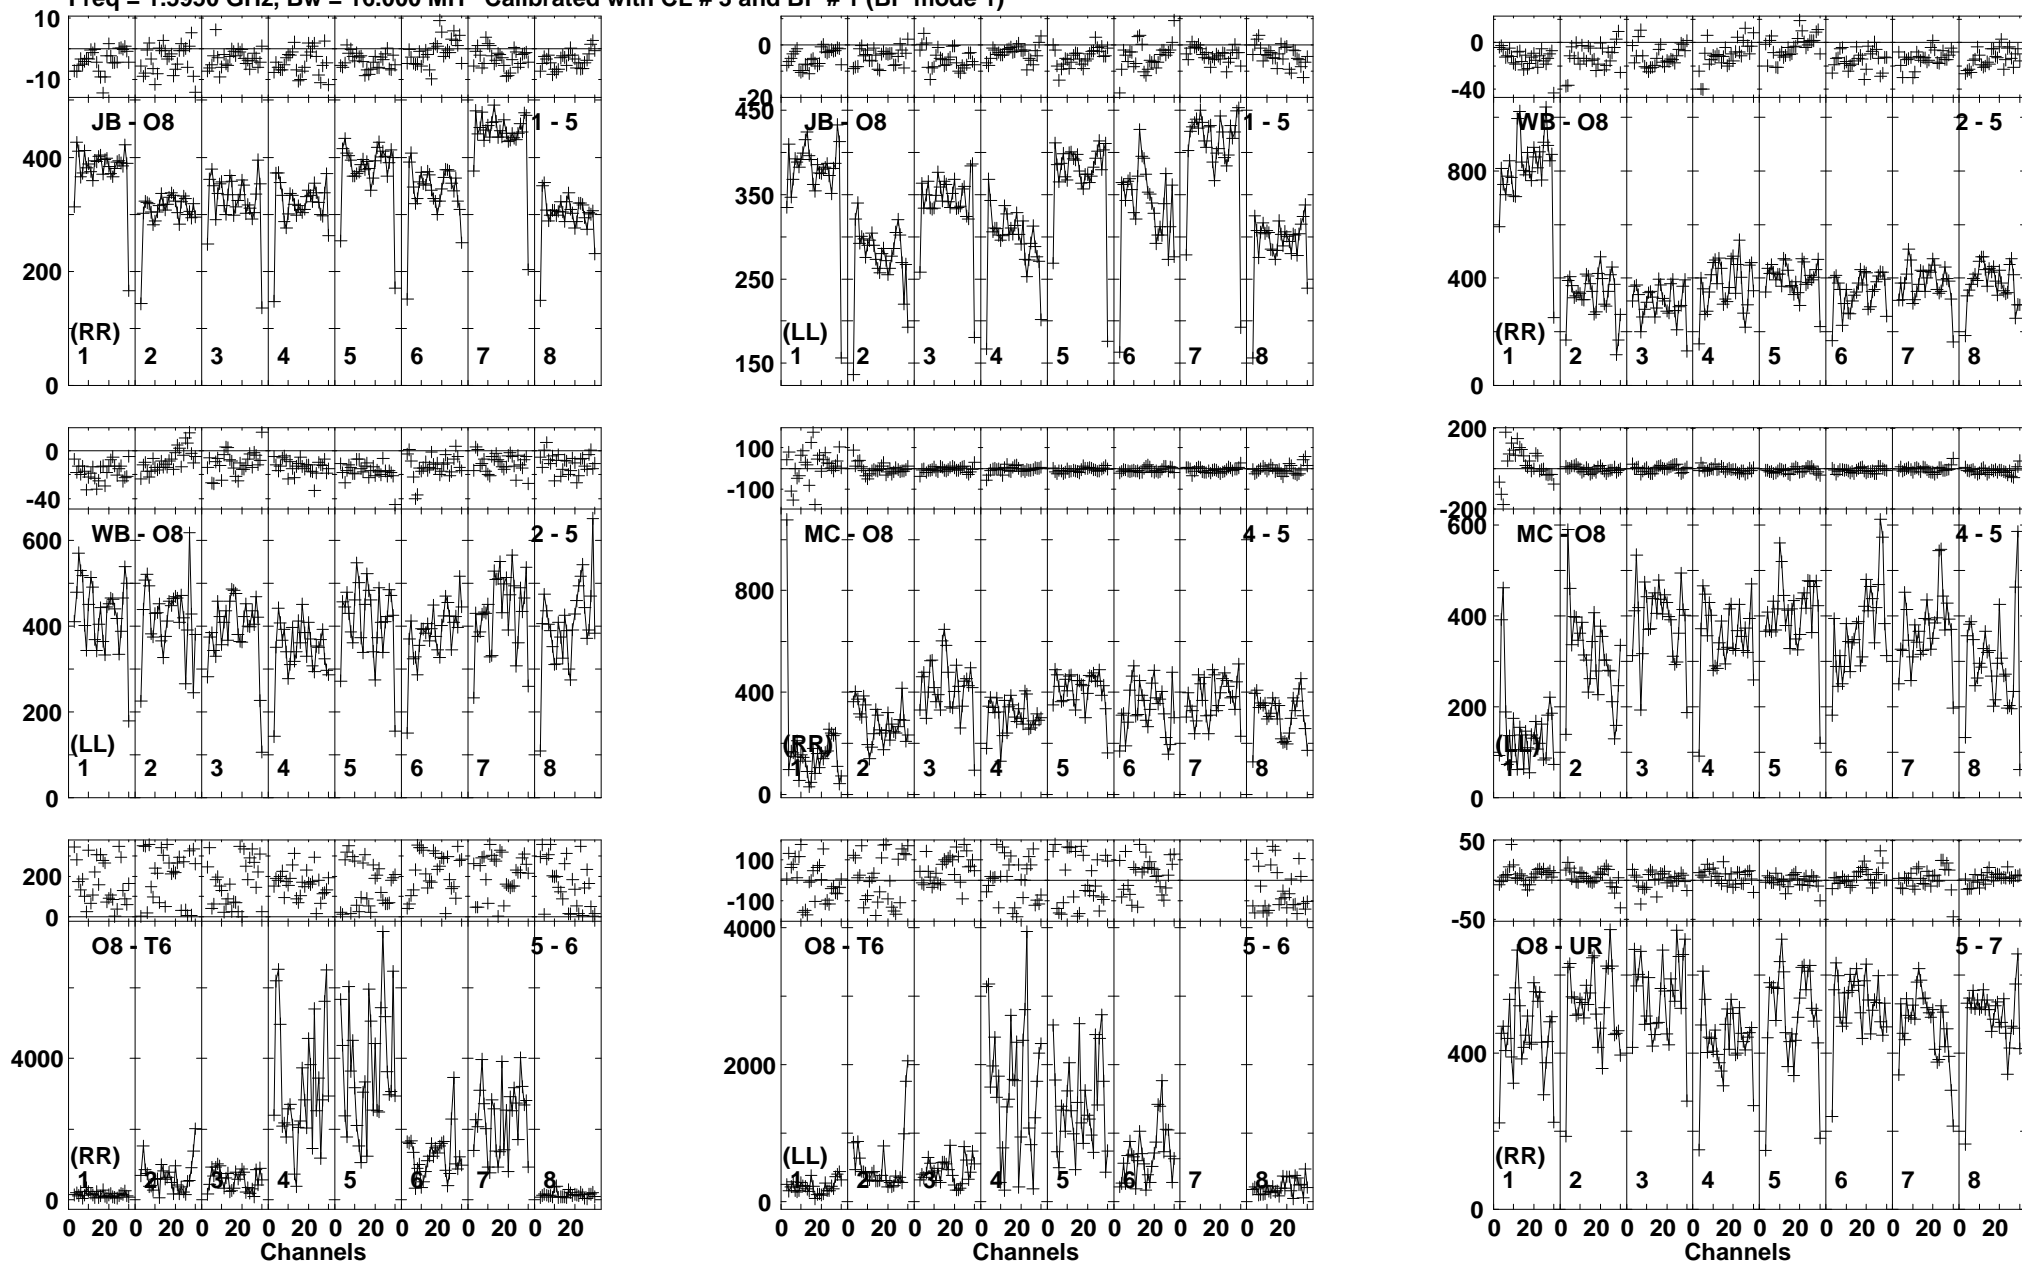 Freq = 1.5950 GHz, Bw = 16.000 MH Calibrated with CL # 3 and BP # 1 (BP mode 1)
10 0 0
-10 -20 -40
JB - O8 1 - 5 JB - O8 1 - 5 WB - O8 2 - 5
450
400 350 800
200 250 400
(RR) (LL) (RR)
150
1 2 3 4 5 6 7 8 1 2 3 4 5 6 7 8 1 2 3 4 5 6 7 8
0 0
0 100 200
-40 -100 -200
WB - O8 2 - 5 MC - O8 4 - 5 MC - O8 4 - 5
600 800 600
400 400 400
200 200
(LL) (RR) (LL)
1 2 3 4 5 6 7 8 1 2 3 4 5 6 7 8 1 2 3 4 5 6 7 8
0 0 0
200 100 50
0 -100 -50
O8 - T6 5 - 6 O8 - T6 5 - 6 O8 - UR 5 - 7
4000
4000 2000 400
(RR) (LL) (RR)
1 2 3 4 5 6 7 8 1 2 3 4 5 6 7 8 1 2 3 4 5 6 7 8
0 0 0
0 20 0 20 0 20 0 20 0 20 0 20 0 20 0 20 0 20 0 20 0 20 0 20 0 20 0 20 0 20 0 20 0 20 0 20 0 20 0 20 0 20 0 20 0 20 0 20
Channels Channels